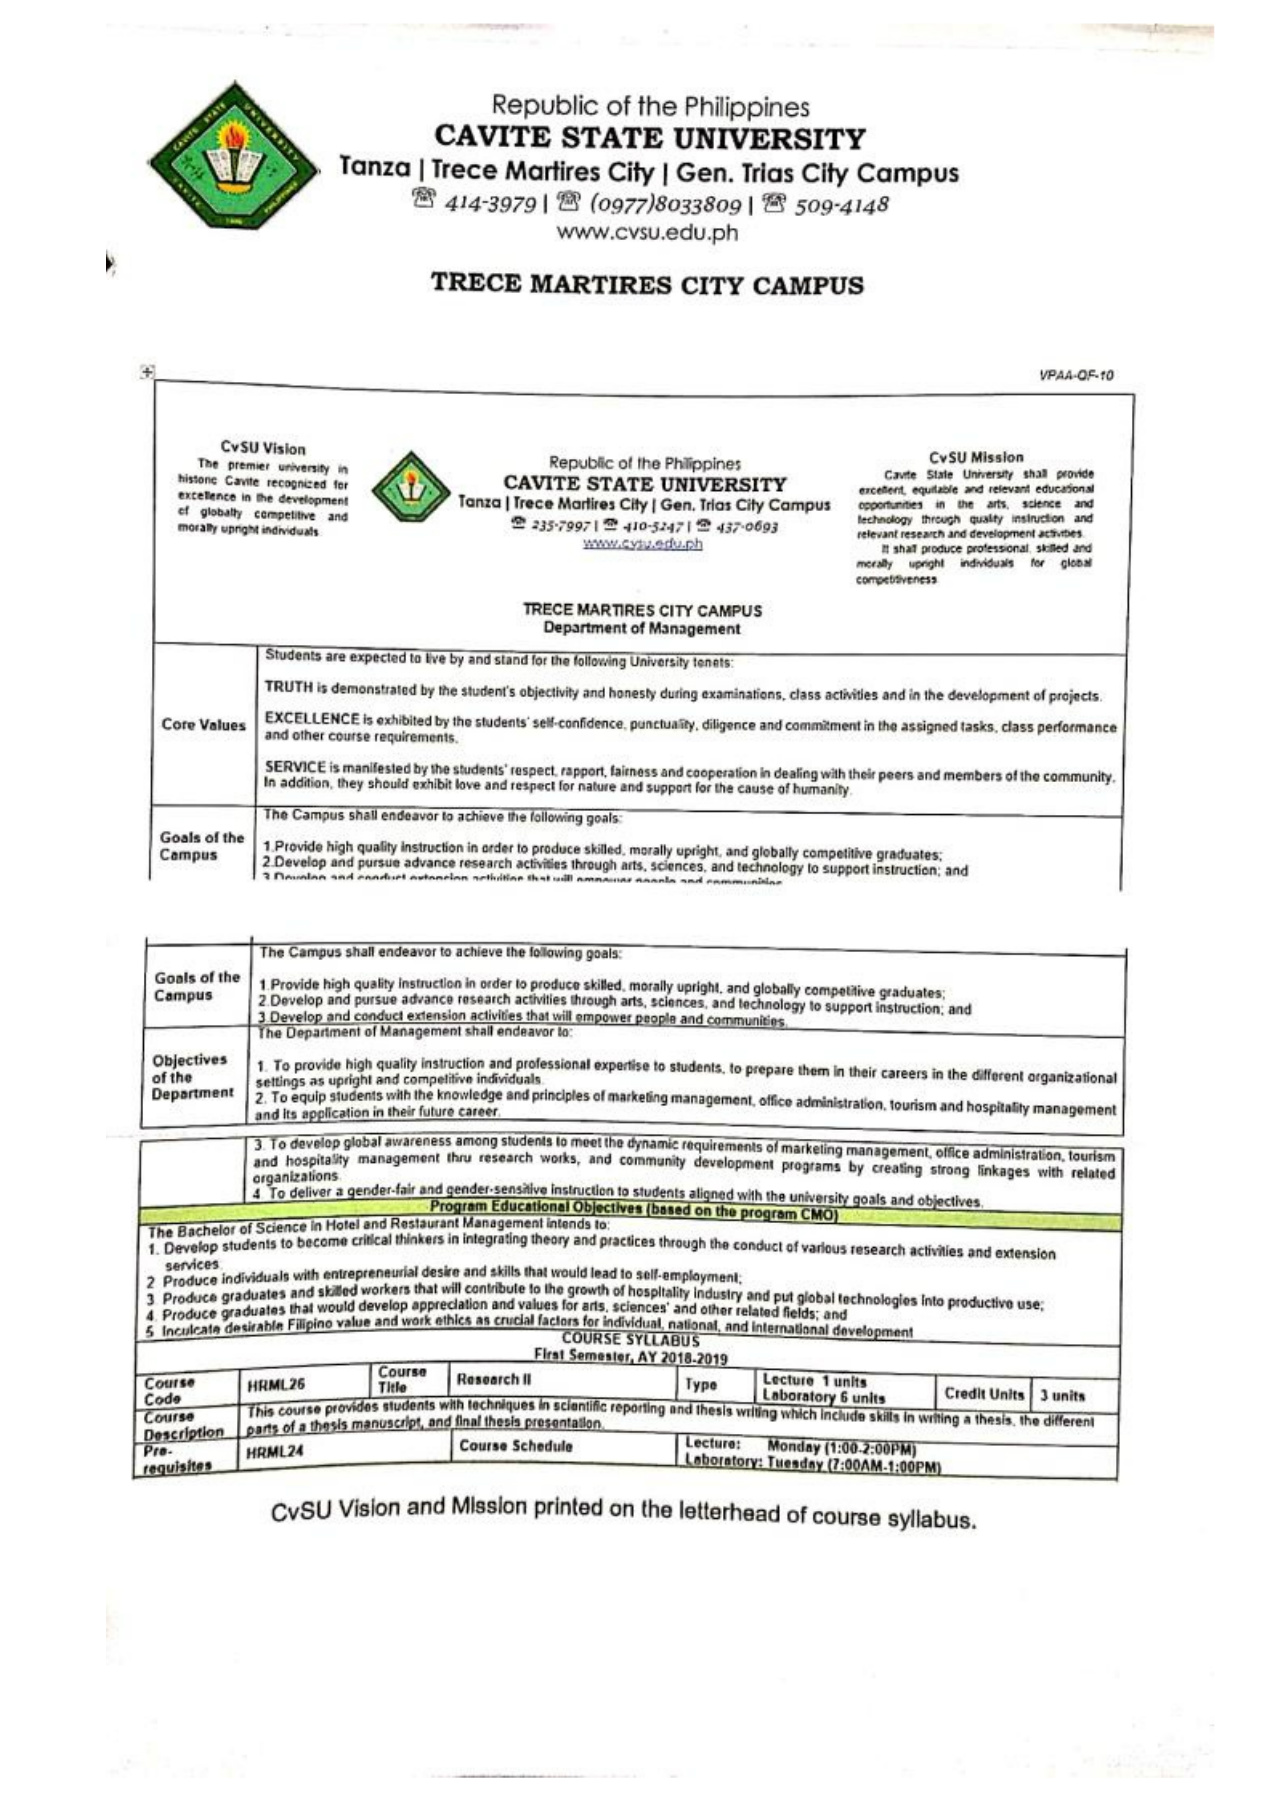 Republic of the Philippines
CAVITE STATE UNIVERSITY
Tanza | Trece Martires City | Gen. Trias City Campus
☏ 414-3979 | ☏ (0977)8033809 | ☏ 509-4148
www.cvsu.edu.ph
TRECE MARTIRES CITY CAMPUS
VPAA-QF-10
CvSU Vision
The premier university in
historic Cavite recognized for
excellence in the development
of globally competitive and
morally upright individuals
Republic of the Philippines
CAVITE STATE UNIVERSITY
Tanza | Trece Martires City | Gen. Trias City Campus
☏ 235-7997 | ☏ 410-5247 | ☏ 437-0693
www.cvsu.edu.ph
CvSU Mission
Cavite State University shall provide
excellent, equitable and relevant educational
opportunities in the arts, science and
technology through quality instruction and
relevant research and development activities.
It shall produce professional, skilled and
morally upright individuals for global
competitiveness
TRECE MARTIRES CITY CAMPUS
Department of Management
Core Values
Students are expected to live by and stand for the following University tenets:
TRUTH is demonstrated by the student's objectivity and honesty during examinations, class activities and in the development of projects.
EXCELLENCE is exhibited by the students' self-confidence, punctuality, diligence and commitment in the assigned tasks, class performance
and other course requirements.
SERVICE is manifested by the students' respect, rapport, fairness and cooperation in dealing with their peers and members of the community.
In addition, they should exhibit love and respect for nature and support for the cause of humanity.
Goals of the
Campus
The Campus shall endeavor to achieve the following goals:
1.Provide high quality instruction in order to produce skilled, morally upright, and globally competitive graduates;
2.Develop and pursue advance research activities through arts, sciences, and technology to support instruction; and
3.Develop and conduct extension activities that will empower people and communities
Goals of the
Campus
The Campus shall endeavor to achieve the following goals:
1.Provide high quality instruction in order to produce skilled, morally upright, and globally competitive graduates;
2.Develop and pursue advance research activities through arts, sciences, and technology to support instruction; and
3.Develop and conduct extension activities that will empower people and communities.
Objectives
of the
Department
The Department of Management shall endeavor to:
1. To provide high quality instruction and professional expertise to students, to prepare them in their careers in the different organizational
settings as upright and competitive individuals.
2. To equip students with the knowledge and principles of marketing management, office administration, tourism and hospitality management
and its application in their future career.
3. To develop global awareness among students to meet the dynamic requirements of marketing management, office administration, tourism
and hospitality management thru research works, and community development programs by creating strong linkages with related
organizations.
4. To deliver a gender-fair and gender-sensitive instruction to students aligned with the university goals and objectives.
Program Educational Objectives (based on the program CMO)
The Bachelor of Science in Hotel and Restaurant Management intends to:
1. Develop students to become critical thinkers in integrating theory and practices through the conduct of various research activities and extension
services.
2 Produce individuals with entrepreneurial desire and skills that would lead to self-employment;
3. Produce graduates and skilled workers that will contribute to the growth of hospitality industry and put global technologies into productive use;
4. Produce graduates that would develop appreciation and values for arts, sciences' and other related fields; and
5. Inculcate desirable Filipino value and work ethics as crucial factors for individual, national, and international development
COURSE SYLLABUS
First Semester, AY 2018-2019
Course
Code
HRML26
Course
Title
Research II
Type
Lecture 1 units
Laboratory 6 units
Credit Units
3 units
Course
Description
This course provides students with techniques in scientific reporting and thesis writing which include skills in writing a thesis, the different
parts of a thesis manuscript, and final thesis presentation.
Pre-
requisites
HRML24
Course Schedule
Lecture: Monday (1:00-2:00PM)
Laboratory: Tuesday (7:00AM-1:00PM)
CvSU Vision and Mission printed on the letterhead of course syllabus.